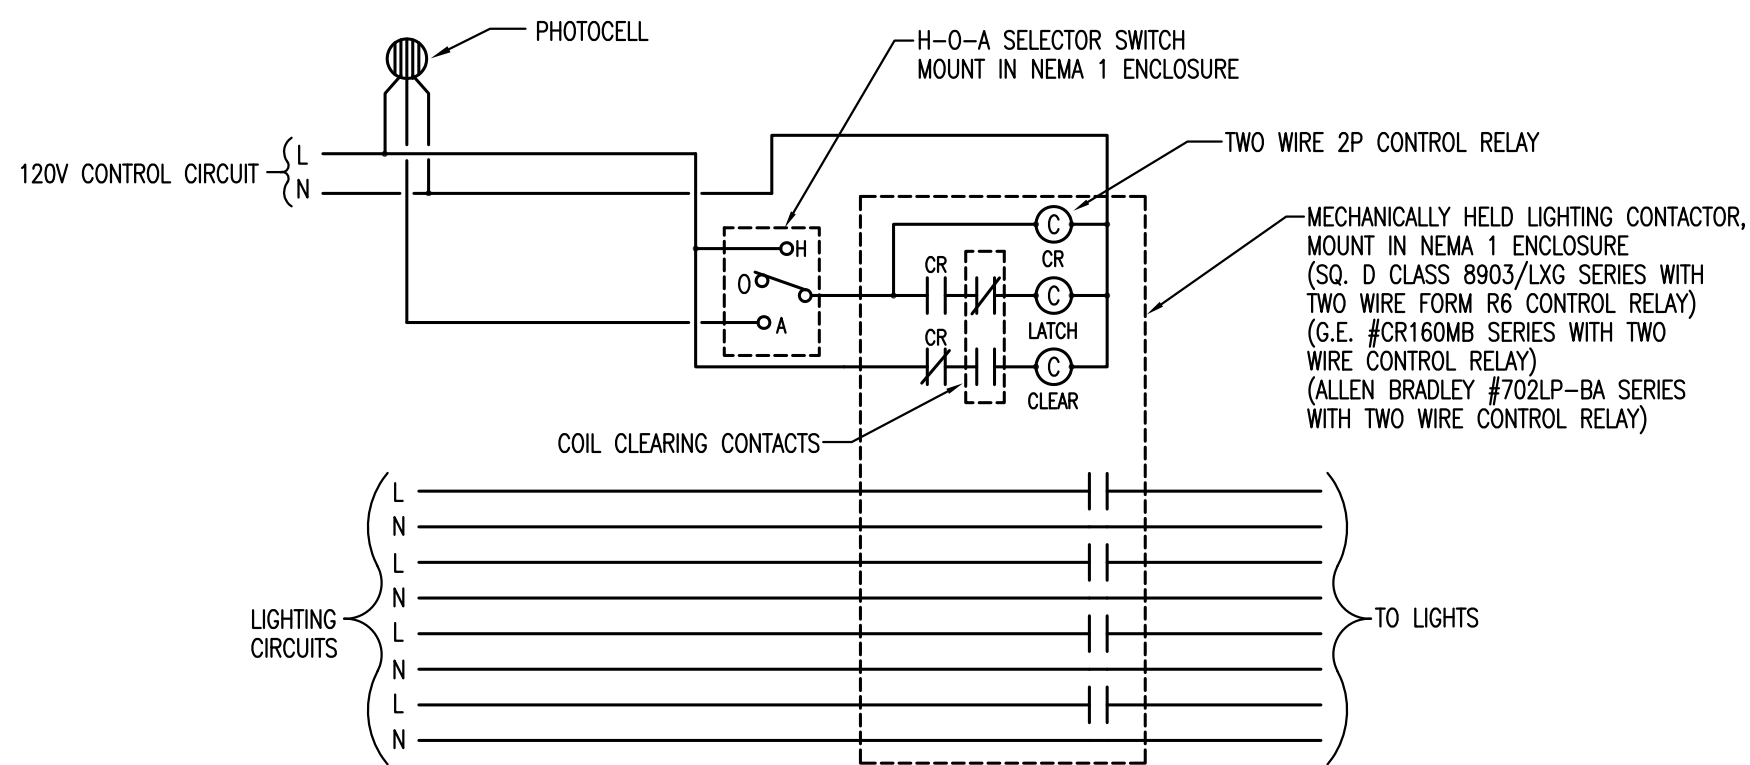 PHOTOCELL
H-O-A SELECTOR SWITCH
MOUNT IN NEMA 1 ENCLOSURE
120V CONTROL CIRCUIT
L
N
TWO WIRE 2P CONTROL RELAY
MECHANICALLY HELD LIGHTING CONTACTOR,
MOUNT IN NEMA 1 ENCLOSURE
(SQ. D CLASS 8903/LXG SERIES WITH
TWO WIRE FORM R6 CONTROL RELAY)
(G.E. #CR160MB SERIES WITH TWO
WIRE CONTROL RELAY)
(ALLEN BRADLEY #702LP-BA SERIES
WITH TWO WIRE CONTROL RELAY)
H
O
A
C
CR
CR
C
LATCH
CR
C
CLEAR
COIL CLEARING CONTACTS
LIGHTING
CIRCUITS
L
N
L
N
L
N
L
N
TO LIGHTS